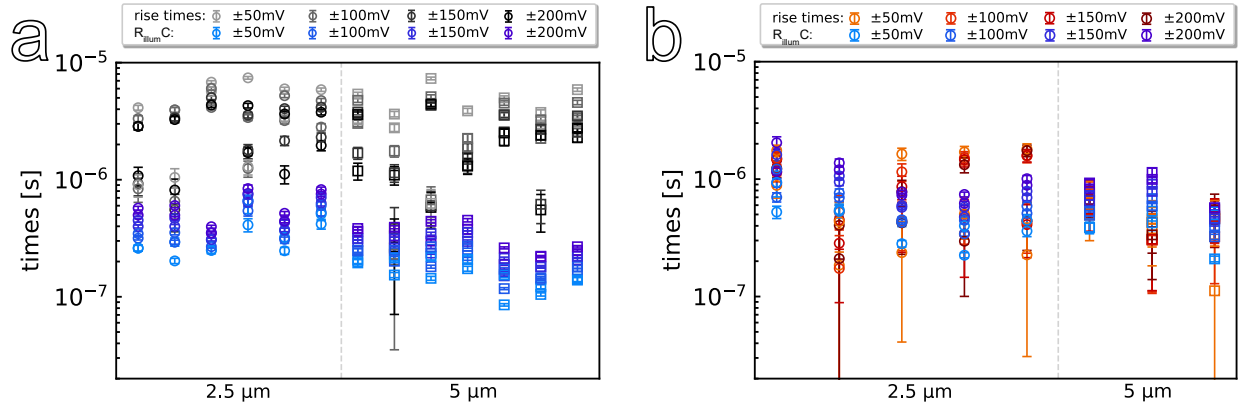 a
rise times: ±50mV ±100mV ±150mV ±200mV
R_illum C: ±50mV ±100mV ±150mV ±200mV
times [s]
10⁻⁵
10⁻⁶
10⁻⁷
2.5 μm 5 μm
b
rise times: ±50mV ±100mV ±150mV ±200mV
R_illum C: ±50mV ±100mV ±150mV ±200mV
times [s]
10⁻⁵
10⁻⁶
10⁻⁷
2.5 μm 5 μm